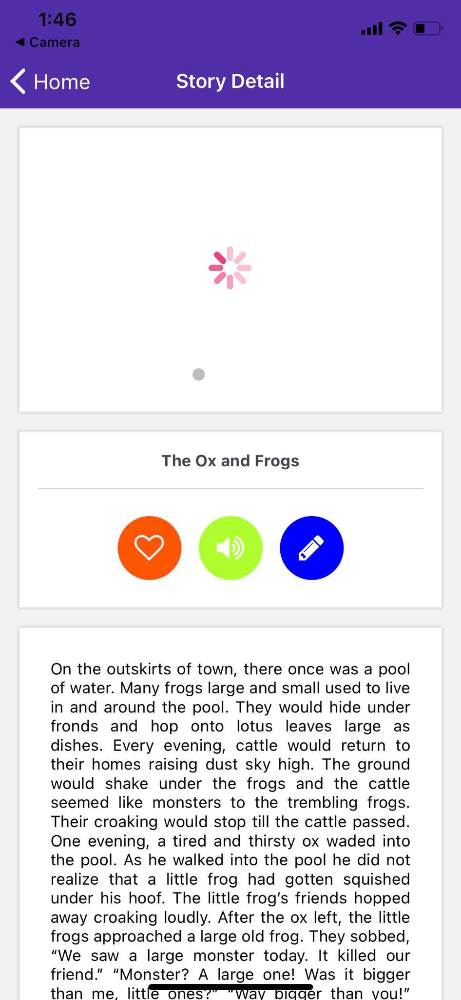 1:46
Camera
Home
Story Detail
The Ox and Frogs
On the outskirts of town, there once was a pool
of water. Many frogs large and small used to live
in and around the pool. They would hide under
fronds and hop onto lotus leaves large as
dishes. Every evening, cattle would return to
their homes raising dust sky high. The ground
would shake under the frogs and the cattle
seemed like monsters to the trembling frogs.
Their croaking would stop till the cattle passed.
One evening, a tired and thirsty ox waded into
the pool. As he walked into the pool he did not
realize that a little frog had gotten squished
under his hoof. The little frog’s friends hopped
away croaking loudly. After the ox left, the little
frogs approached a large old frog. They sobbed,
“We saw a large monster today. It killed our
friend.” “Monster? A large one! Was it bigger
than me, little ones?” “Way bigger than you!”